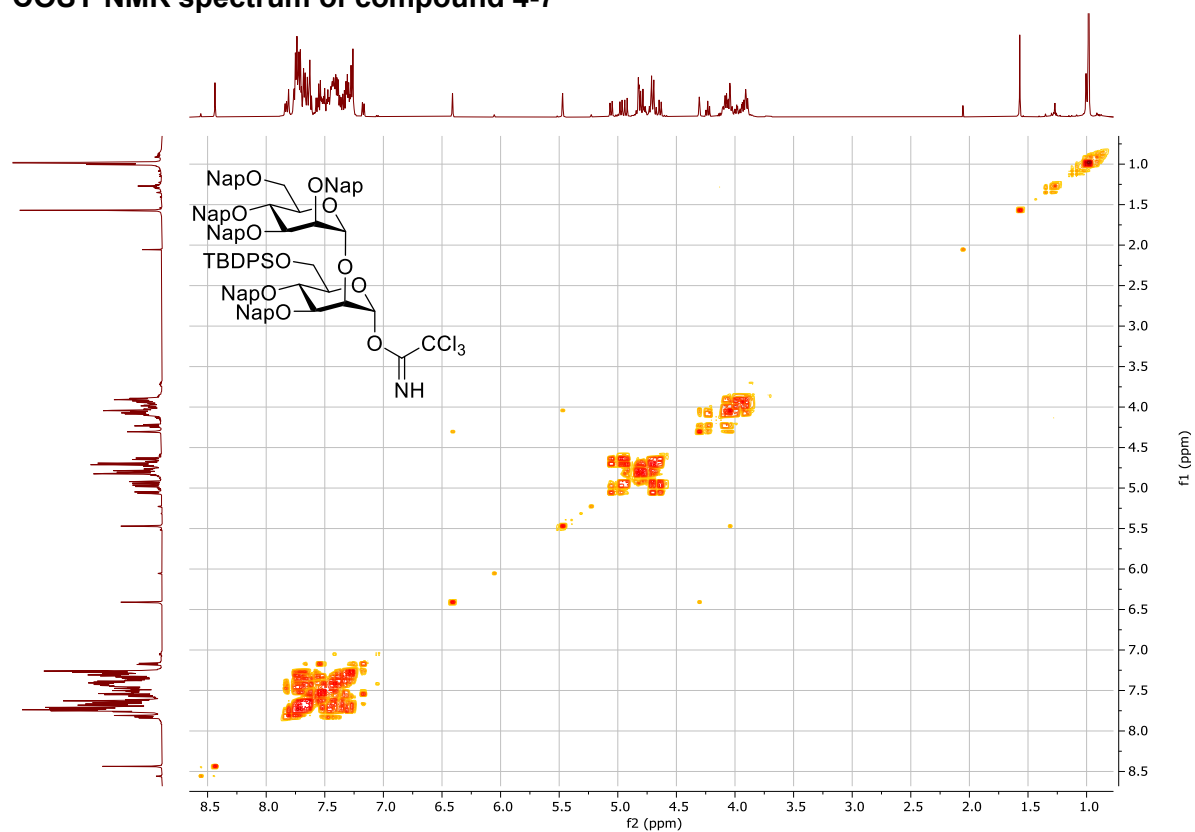 COSY NMR spectrum of compound 4-7
NapO
ONap
O
NapO
NapO
O
TBDPSO
O
NapO
NapO
O
CCl3
NH
1.0
1.5
2.0
2.5
3.0
3.5
4.0
4.5
5.0
5.5
6.0
6.5
7.0
7.5
8.0
8.5
f1 (ppm)
8.5 8.0 7.5 7.0 6.5 6.0 5.5 5.0 4.5 4.0 3.5 3.0 2.5 2.0 1.5 1.0
f2 (ppm)